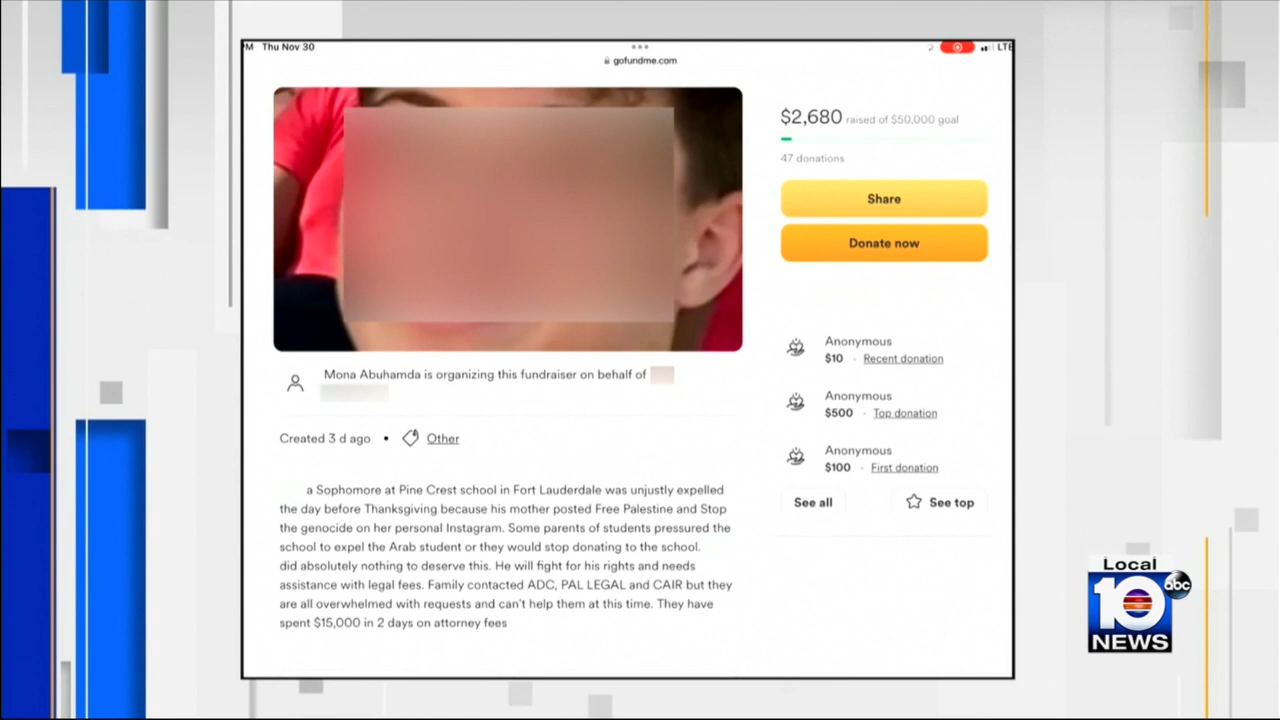 M Thu Nov 30
LTE
gofundme.com
$2,680 raised of $50,000 goal
47 donations
Share
Donate now
Anonymous
$10 · Recent donation
Anonymous
$500 · Top donation
Anonymous
$100 · First donation
See all
See top
Mona Abuhamda is organizing this fundraiser on behalf of
Created 3 d ago • Other
a Sophomore at Pine Crest school in Fort Lauderdale was unjustly expelled
the day before Thanksgiving because his mother posted Free Palestine and Stop
the genocide on her personal Instagram. Some parents of students pressured the
school to expel the Arab student or they would stop donating to the school.
did absolutely nothing to deserve this. He will fight for his rights and needs
assistance with legal fees. Family contacted ADC, PAL LEGAL and CAIR but they
are all overwhelmed with requests and can't help them at this time. They have
spent $15,000 in 2 days on attorney fees
Local
10 abc
NEWS